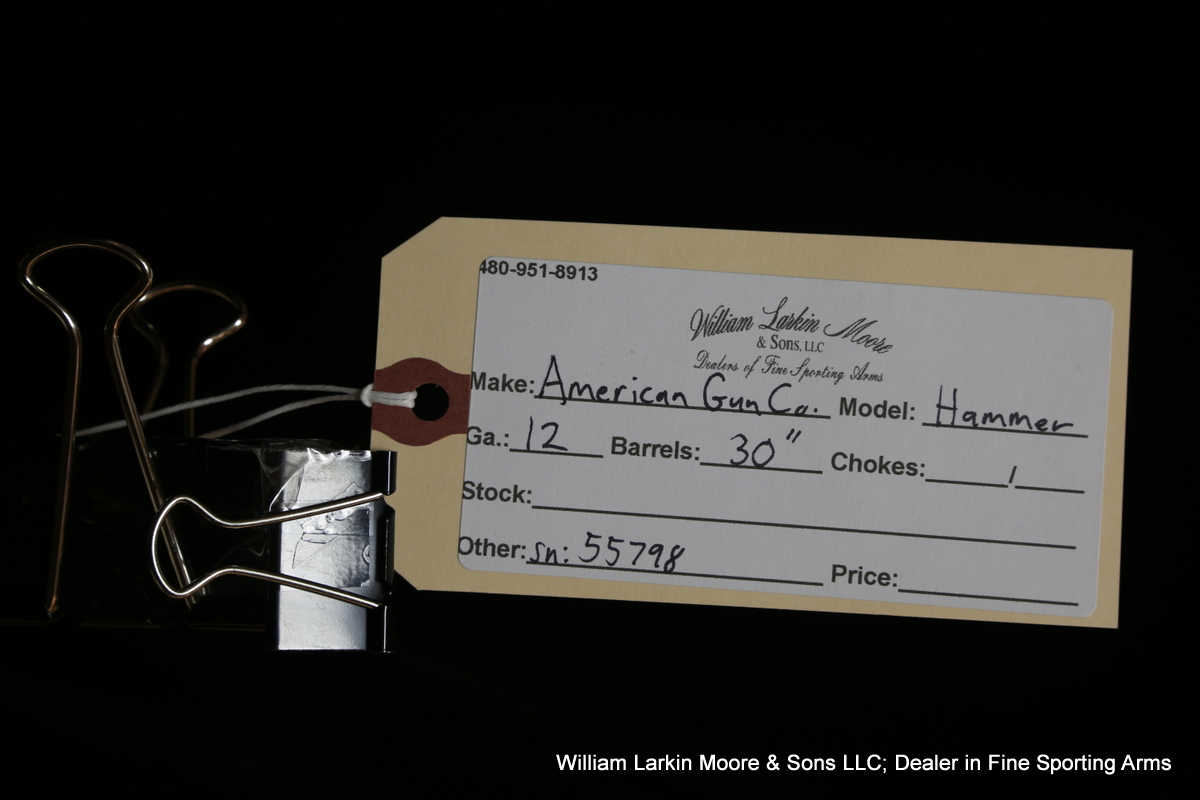 480-951-8913
William Larkin Moore
& Sons, LLC
Dealers of Fine Sporting Arms
Make: American Gun Co. Model: Hammer
Ga.: 12 Barrels: 30" Chokes: /
Stock:
Other: sn: 55798 Price:
William Larkin Moore & Sons LLC; Dealer in Fine Sporting Arms